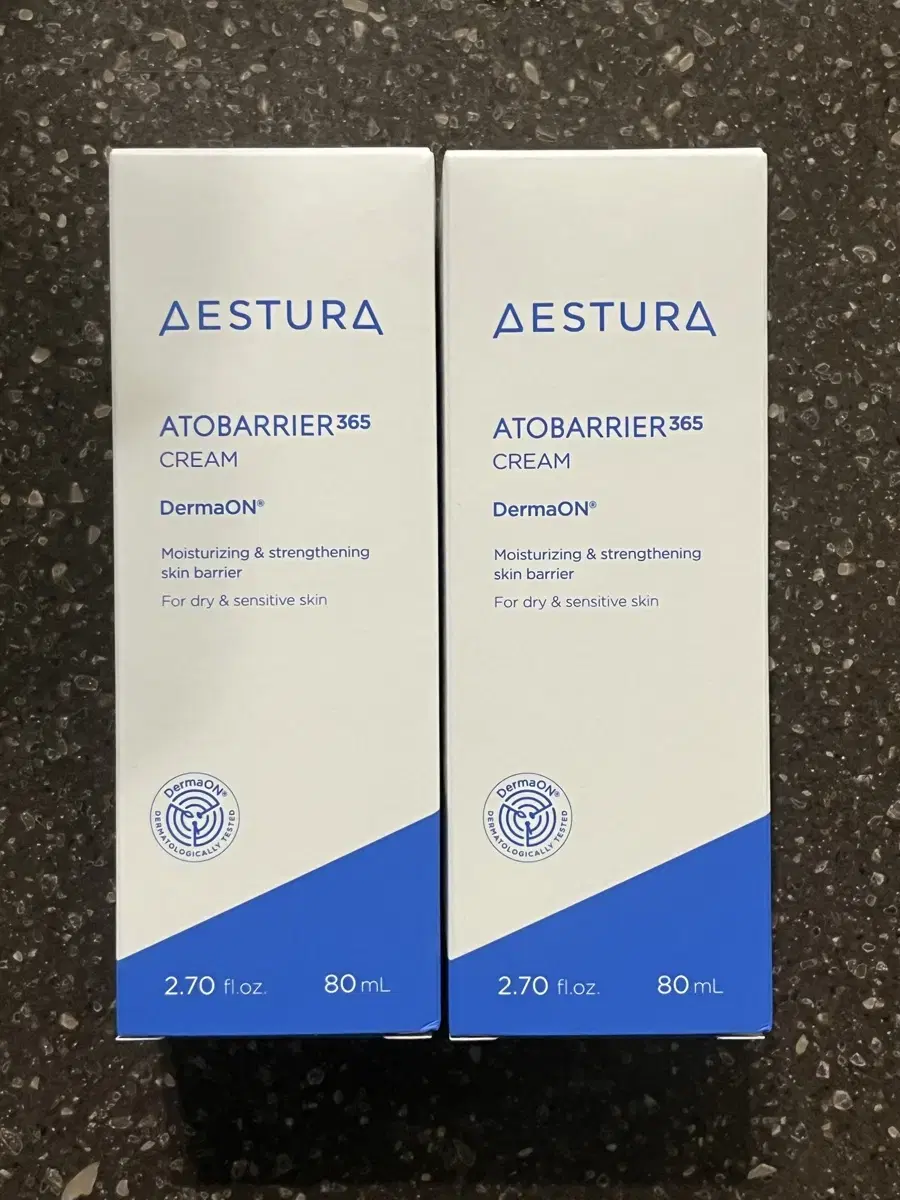 AESTURA
ATOBARRIER365
CREAM
DermaON®
Moisturizing & strengthening
skin barrier
For dry & sensitive skin
DermaON®
DERMATOLOGICALLY TESTED
2.70 fl.oz. 80 mL
AESTURA
ATOBARRIER365
CREAM
DermaON®
Moisturizing & strengthening
skin barrier
For dry & sensitive skin
DermaON®
DERMATOLOGICALLY TESTED
2.70 fl.oz. 80 mL